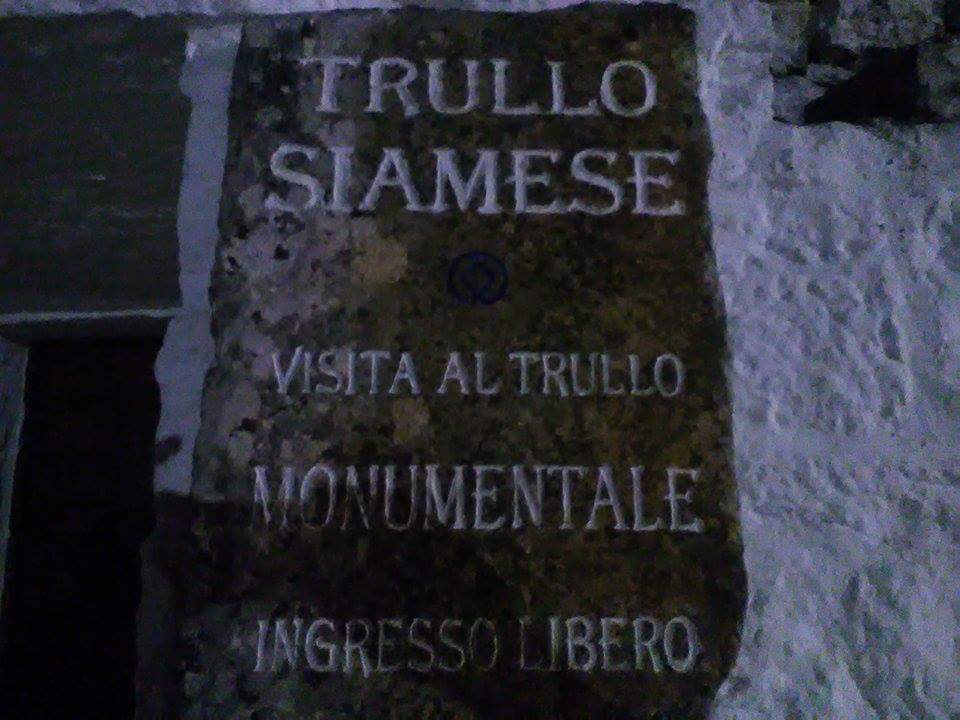 TRULLO
SIAMESE
VISITA AL TRULLO
MONUMENTALE
INGRESSO LIBERO